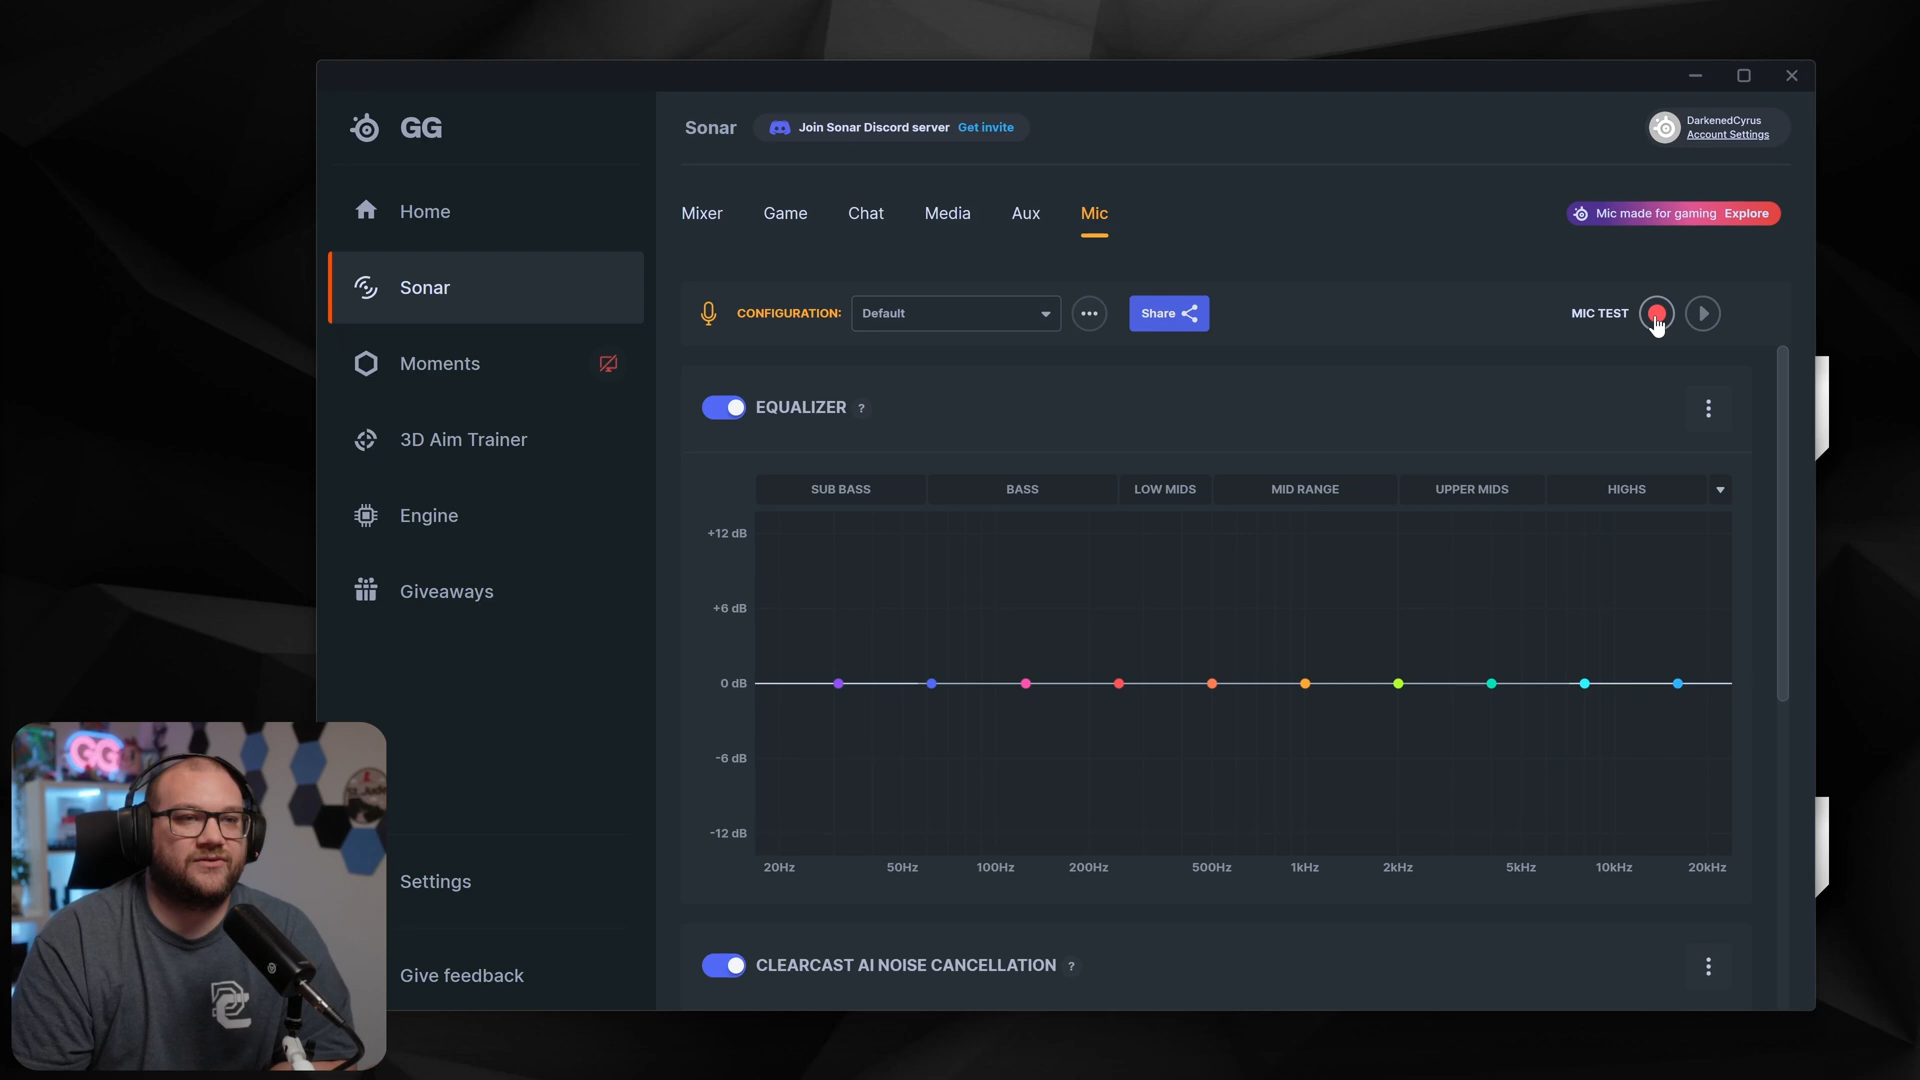 GG
Home
Sonar
Moments
3D Aim Trainer
Engine
Giveaways
Settings
Give feedback
Sonar
Join Sonar Discord server Get invite
DarkenedCyrus
Account Settings
Mixer Game Chat Media Aux Mic
Mic made for gaming Explore
CONFIGURATION: Default ••• Share
MIC TEST
EQUALIZER ?
SUB BASS BASS LOW MIDS MID RANGE UPPER MIDS HIGHS
+12 dB
+6 dB
0 dB
-6 dB
-12 dB
20Hz 50Hz 100Hz 200Hz 500Hz 1kHz 2kHz 5kHz 10kHz 20kHz
CLEARCAST AI NOISE CANCELLATION ?
GG
St. Jude